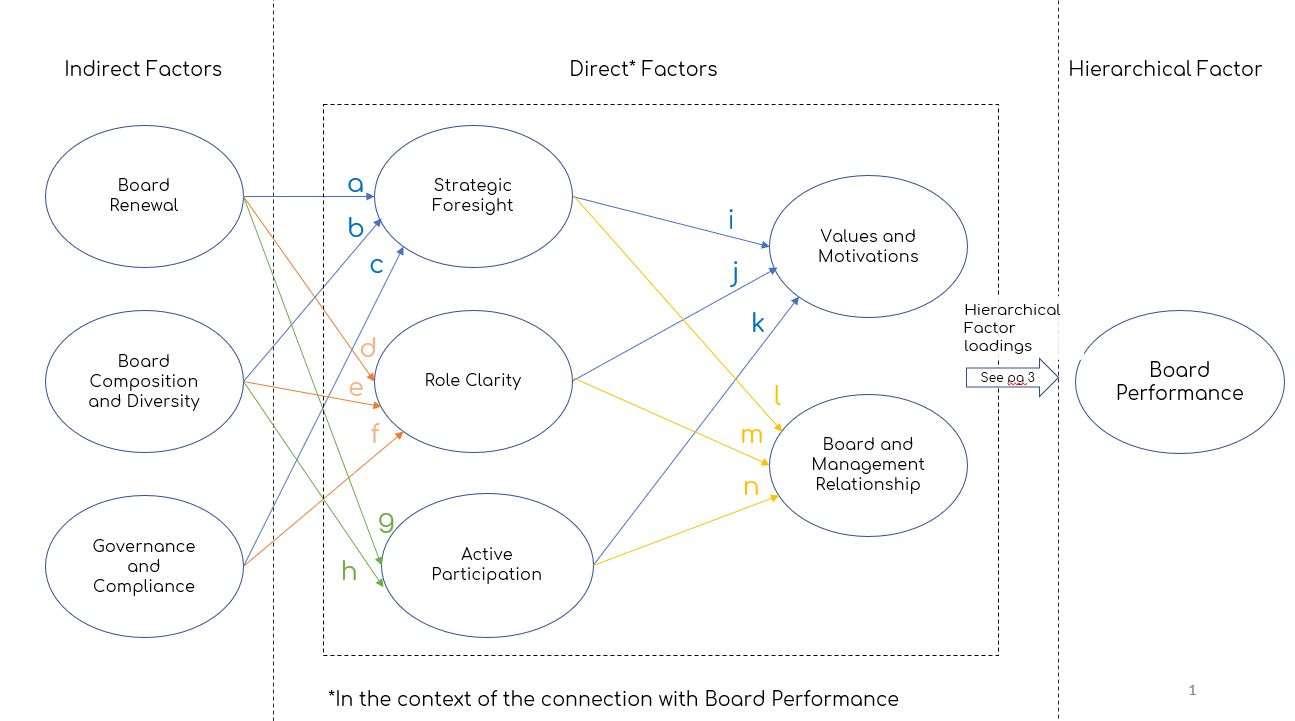 Indirect Factors
Direct* Factors
Hierarchical Factor
Board
Renewal
Board
Composition
and Diversity
Governance
and
Compliance
a
b
c
d
e
f
g
h
Strategic
Foresight
Role Clarity
Active
Participation
i
j
k
l
m
n
Values and
Motivations
Board and
Management
Relationship
Hierarchical
Factor
loadings
See pg 3
Board
Performance
*In the context of the connection with Board Performance
1